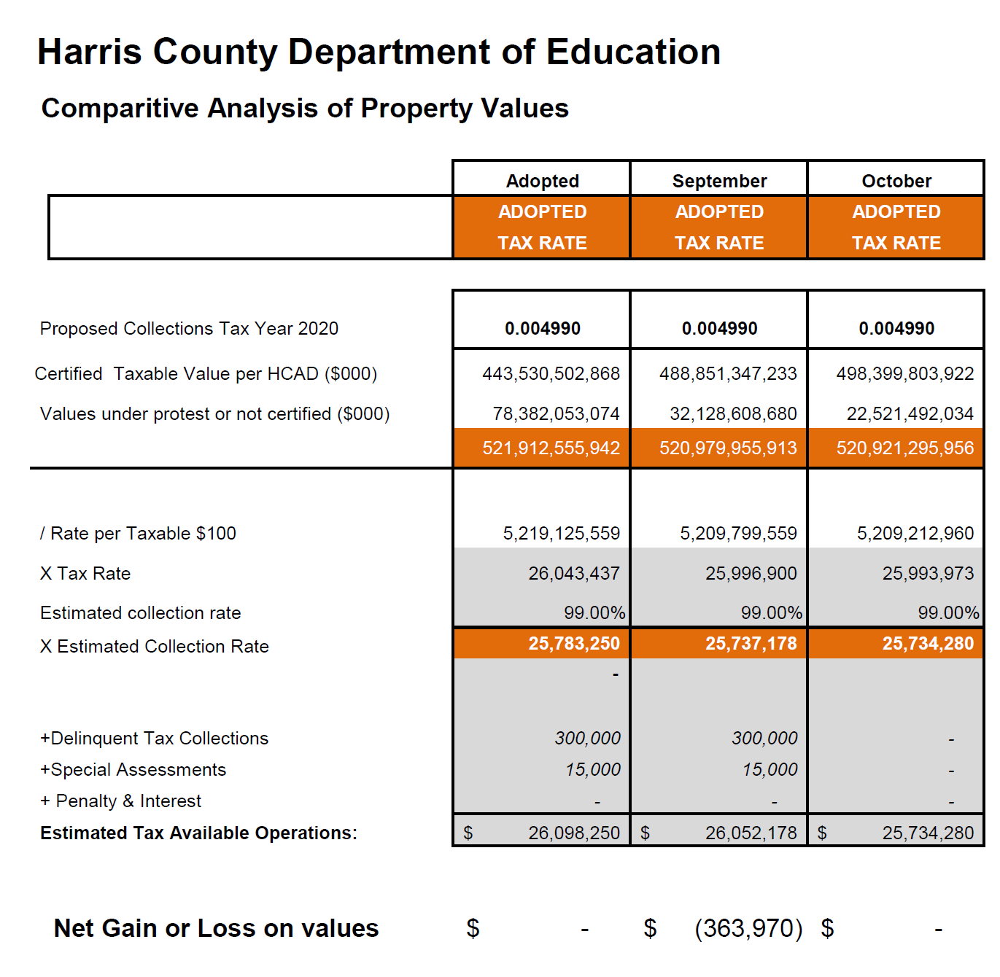 Harris County Department of Education
Comparitive Analysis of Property Values
Adopted September October
ADOPTED ADOPTED ADOPTED
TAX RATE TAX RATE TAX RATE
Proposed Collections Tax Year 2020 0.004990 0.004990 0.004990
Certified Taxable Value per HCAD ($000) 443,530,502,868 488,851,347,233 498,399,803,922
Values under protest or not certified ($000) 78,382,053,074 32,128,608,680 22,521,492,034
521,912,555,942 520,979,955,913 520,921,295,956
/ Rate per Taxable $100 5,219,125,559 5,209,799,559 5,209,212,960
X Tax Rate 26,043,437 25,996,900 25,993,973
Estimated collection rate 99.00% 99.00% 99.00%
X Estimated Collection Rate 25,783,250 25,737,178 25,734,280
-
+Delinquent Tax Collections 300,000 300,000 -
+Special Assessments 15,000 15,000 -
+ Penalty & Interest - - -
Estimated Tax Available Operations: $ 26,098,250 $ 26,052,178 $ 25,734,280
Net Gain or Loss on values $ - $ (363,970) $ -